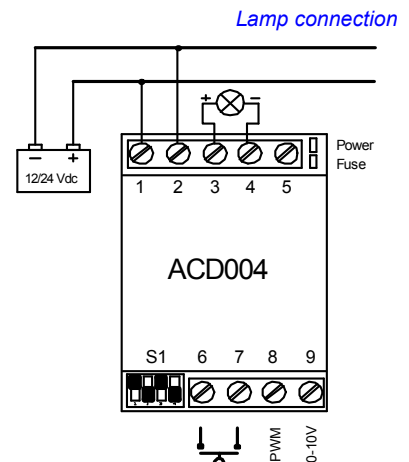 Lamp connection
+ −
Power
Fuse
− +
12/24 Vdc
1 2 3 4 5
ACD004
S1 6 7 8 9
PWM
0-10V